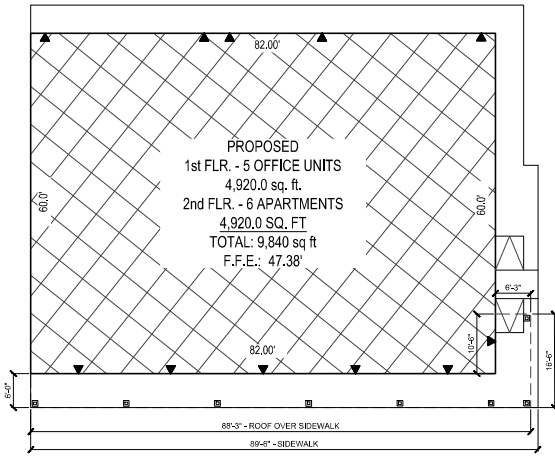 82.00'
PROPOSED
1st FLR. - 5 OFFICE UNITS
4,920.0 sq. ft.
2nd FLR. - 6 APARTMENTS
4,920.0 SQ. FT
TOTAL: 9,840 sq ft
F.F.E.: 47.38'
60.0'
60.0'
6'-3"
10'-6"
16'-6"
82.00'
6'-0"
88'-3" - ROOF OVER SIDEWALK
89'-6" - SIDEWALK